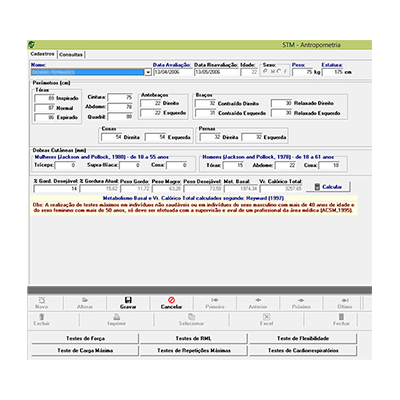 STM - Antropometria
Cadastros Consultas
Nome: Data Avaliação: Data Reavaliação: Idade: Sexo: Peso: Estatura:
13/04/2006 13/05/2006 22 F M 75 kg 175 cm
Perímetros (cm)
Tórax Antebraços Braços
89 Inspirado Cintura: 75 22 Direito 32 Contraído Direito 30 Relaxado Direito
87 Normal Abdome: 78
86 Expirado Quadril: 88 22 Esquerdo 31 Contraído Esquerdo 30 Relaxado Esquerdo
Coxas Pernas
54 Direita 54 Esquerda 32 Direita 32 Esquerda
Dobras Cutâneas (mm)
Mulheres (Jackson and Pollock, 1980) - de 18 a 55 anos Homens (Jackson and Pollock, 1978) - de 18 a 61 anos
Tríceps: 0 Supra-Ilíaca: 0 Coxa: 0 Tórax: 15 Abdome: 22 Coxa: 18
% Gord. Desejável: % Gordura Atual: Peso Gordo: Peso Magro: Peso Desejável: Met. Basal: Vr. Calórico Total:
14 15,62 11,72 63,28 73,58 1874,34 3257,65 Calcular
Metabolismo Basal e Vr. Calórico Total calculados segundo: Heyward (1997)
Obs: A realização de testes máximos em indivíduos não saudáveis ou em indivíduos do sexo masculino com mais de 40 anos de idade e
do sexo feminino com mais de 50 anos, só deve ser efetuada com a supervisão e aval de um profissional da área médica (ACSM,1995).
Novo Alterar Gravar Cancelar Primeiro Anterior Próximo Último
Excluir Imprimir Selecionar Excel Fechar
Testes de Força Testes de RML Teste de Flexibilidade
Teste de Carga Máxima Teste de Repetições Máximas Testes de Cardiorrespiratórios